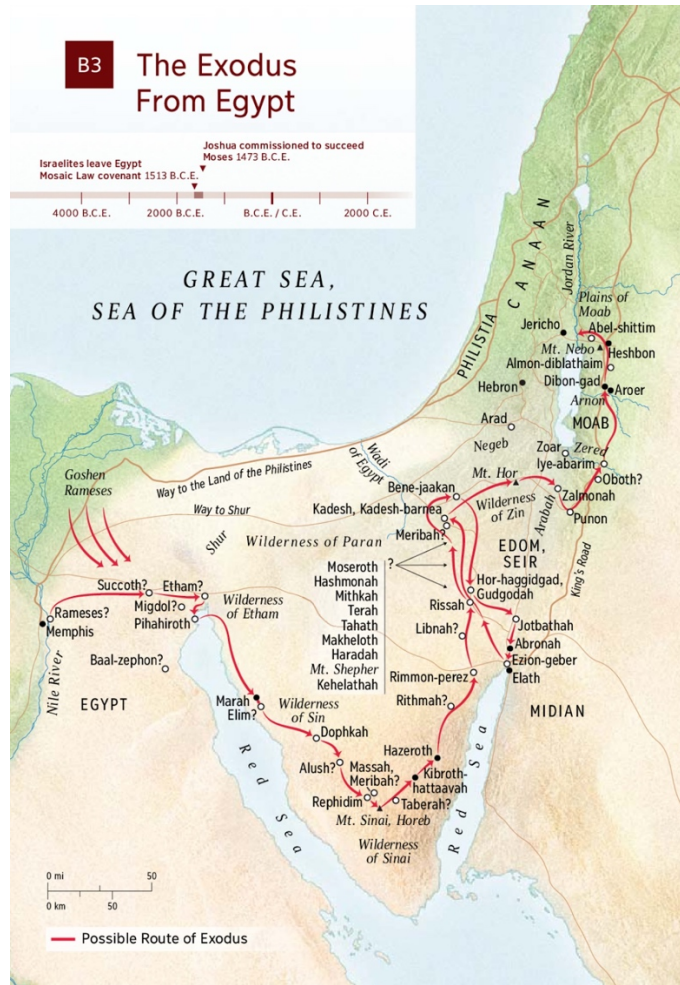 B3
The Exodus
From Egypt
Joshua commissioned to succeed
Moses 1473 B.C.E.
Israelites leave Egypt
Mosaic Law covenant 1513 B.C.E.
4000 B.C.E.
2000 B.C.E.
B.C.E. / C.E.
2000 C.E.
GREAT SEA,
SEA OF THE PHILISTINES
CANAAN
PHILISTIA
Jordan River
Plains of
Moab
Jericho
Abel-shittim
Mt. Nebo
Heshbon
Almon-diblathaim
Hebron
Dibon-gad
Aroer
Arnon
MOAB
Arad
Negeb
Zoar
Zered
Iye-abarim
Oboth?
Wadi
of Egypt
Mt. Hor
Goshen
Rameses
Way to the Land of the Philistines
Bene-jaakan
Wilderness
of Zin
Zalmonah
Arabah
Punon
Way to Shur
Kadesh, Kadesh-barnea
Meribah?
Shur
Wilderness of Paran
EDOM,
SEIR
King's Road
?
Moseroth
Hashmonah
Mithkah
Terah
Tahath
Makheloth
Haradah
Mt. Shepher
Kehelathah
Hor-haggidgad,
Gudgodah
Succoth?
Etham?
Wilderness
of Etham
Rissah
Migdol?
Rameses?
Memphis
Pihahiroth
Jotbathah
Libnah?
Abronah
Ezion-geber
Elath
Baal-zephon?
Rimmon-perez
Nile River
EGYPT
Marah
Elim?
Wilderness
of Sin
Rithmah?
MIDIAN
Dophkah
Red Sea
Hazeroth
Red Sea
Alush?
Massah,
Meribah?
Kibroth-
hattaavah
Rephidim
Taberah?
Mt. Sinai, Horeb
Wilderness
of Sinai
0 mi
50
0 km
50
Possible Route of Exodus